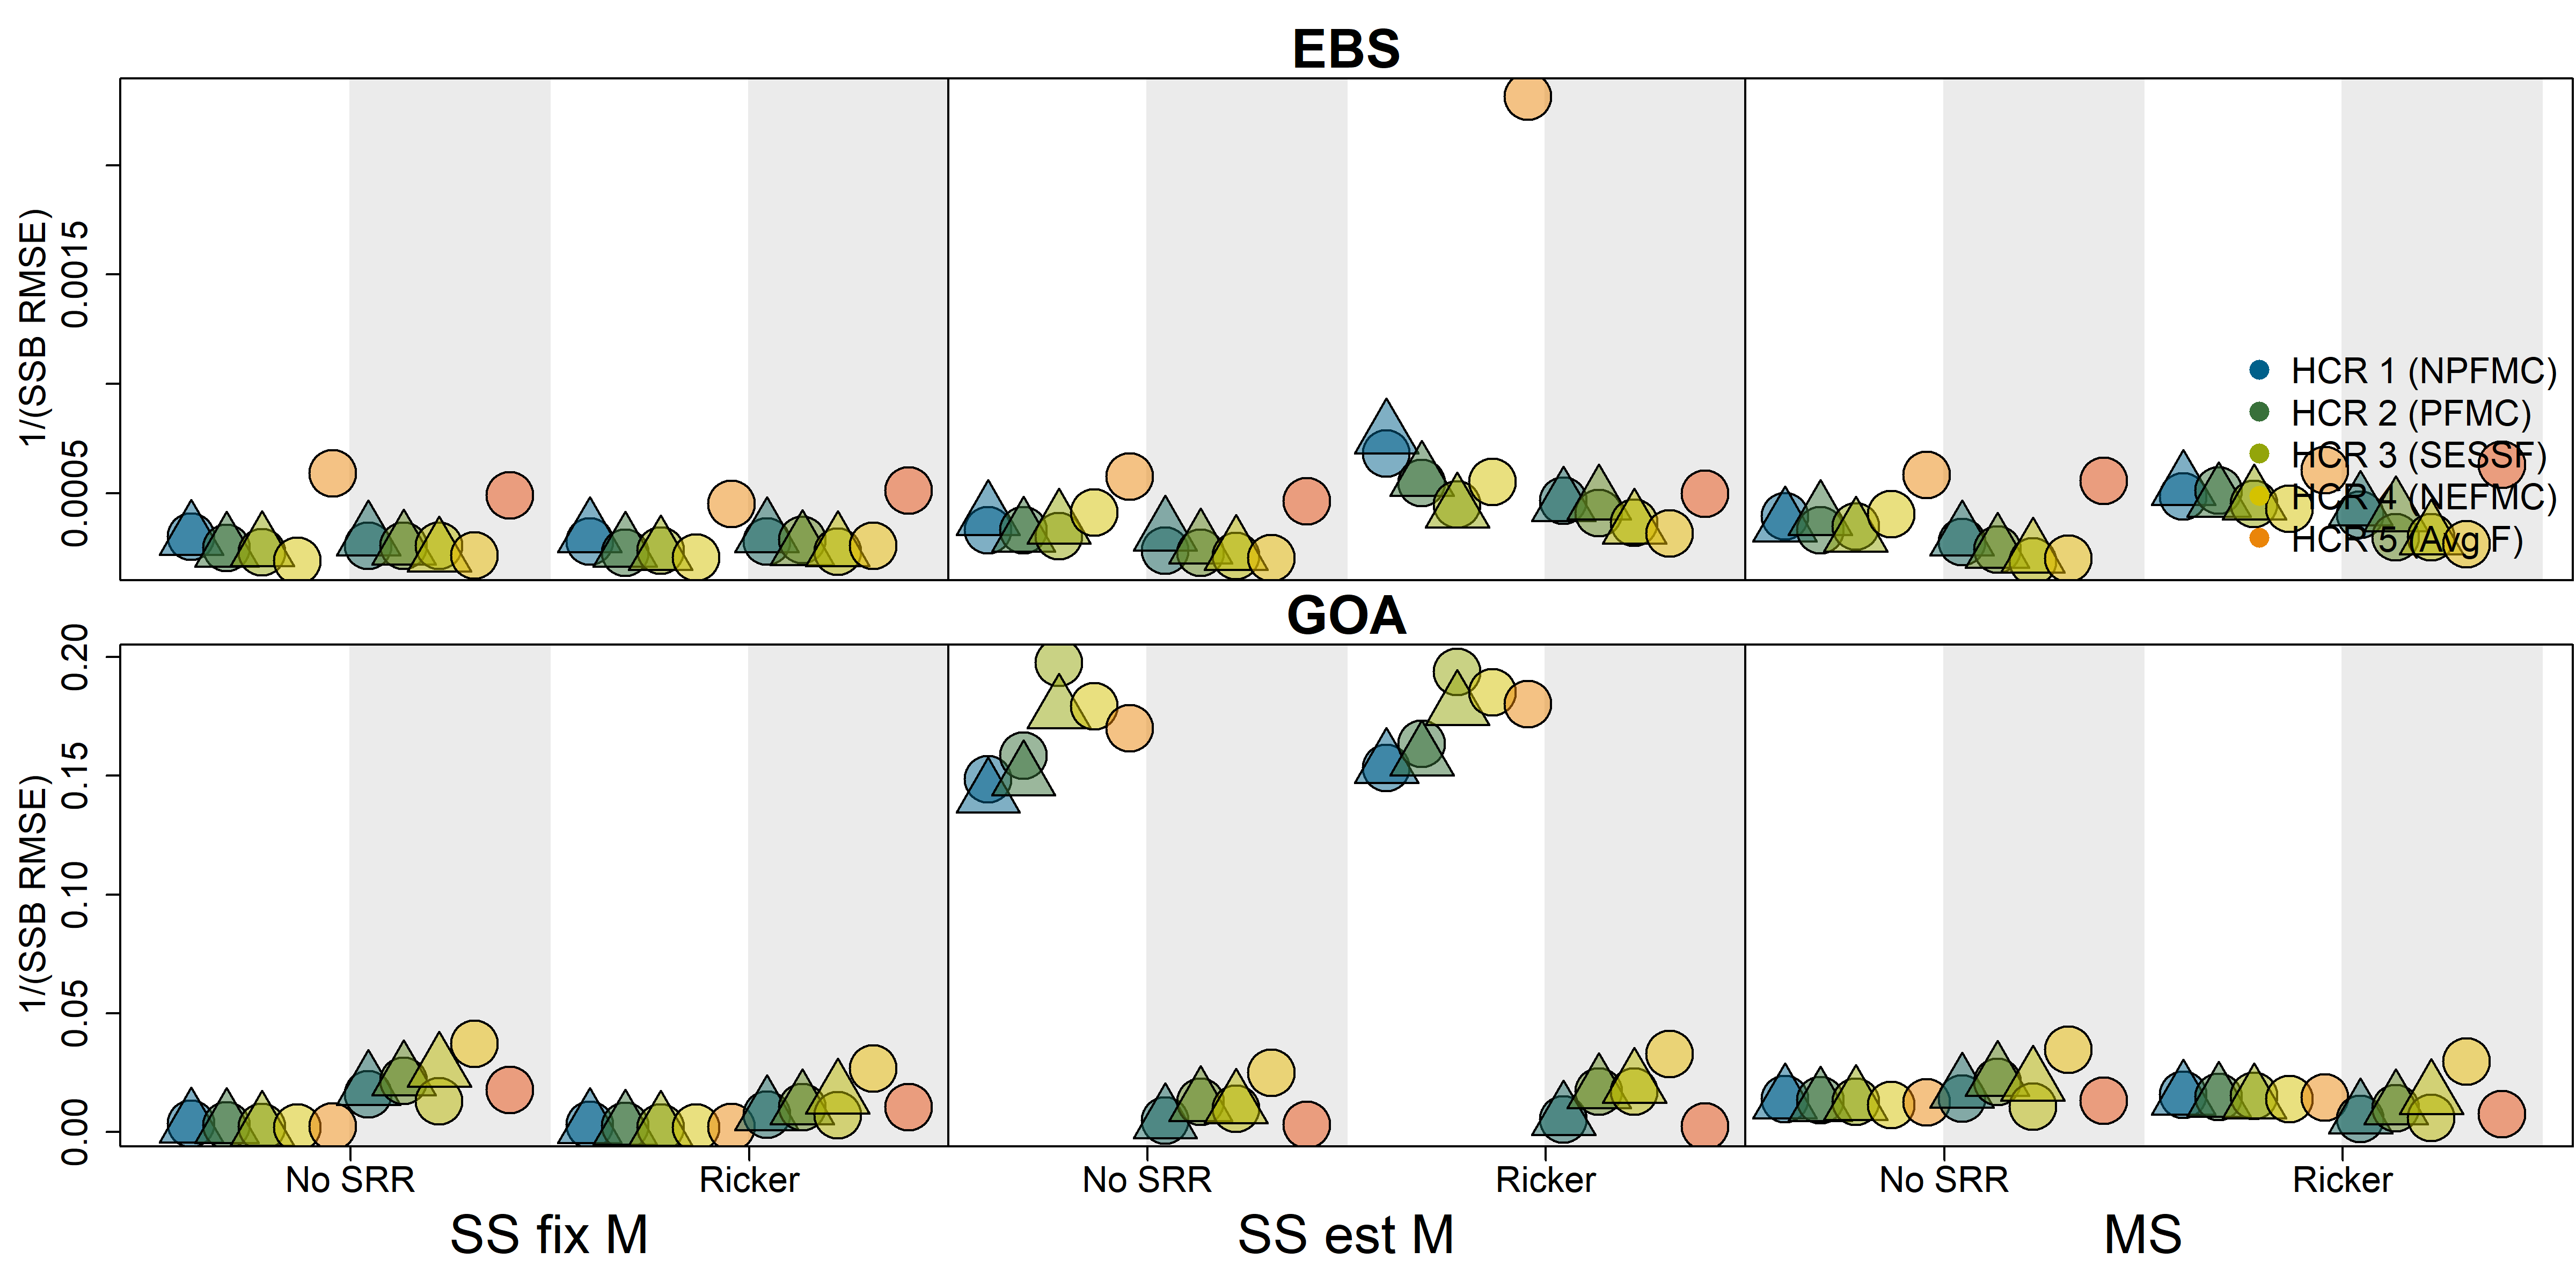 EBS
1/(SSB RMSE)
0.0015
0.0005
HCR 1 (NPFMC)
HCR 2 (PFMC)
HCR 3 (SESSF)
HCR 4 (NEFMC)
HCR 5 (Avg F)
GOA
1/(SSB RMSE)
0.20
0.15
0.10
0.05
0.00
No SRR Ricker No SRR Ricker No SRR Ricker
SS fix M SS est M MS